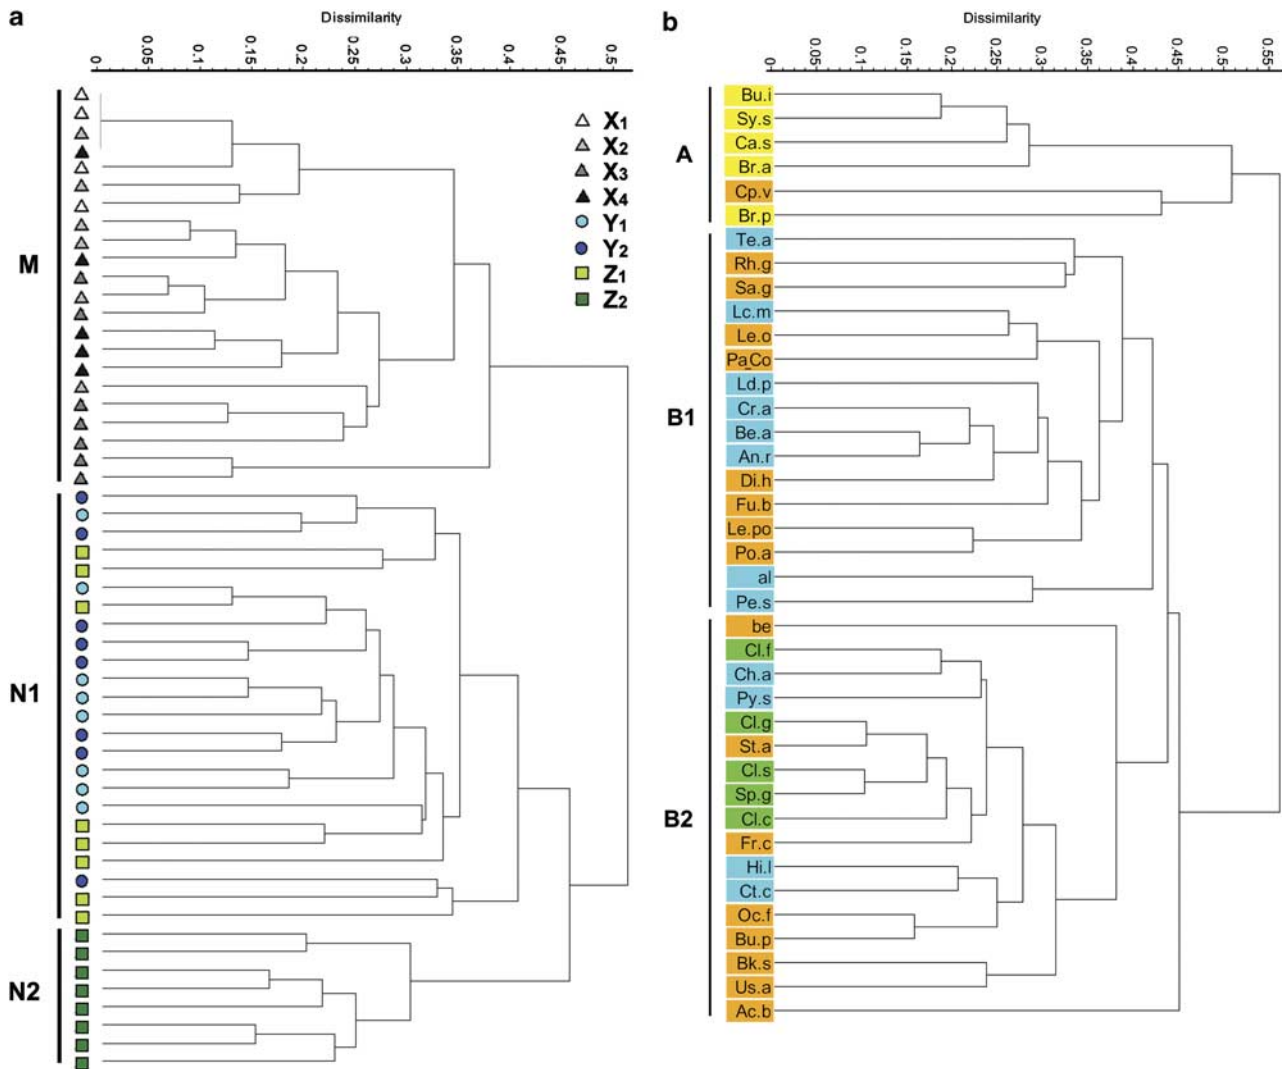 a
Dissimilarity
0 0.05 0.1 0.15 0.2 0.25 0.3 0.35 0.4 0.45 0.5
M
N1
N2
X1
X2
X3
X4
Y1
Y2
Z1
Z2
b
Dissimilarity
0 0.05 0.1 0.15 0.2 0.25 0.3 0.35 0.4 0.45 0.5 0.55
A
B1
B2
Bu.i
Sy.s
Ca.s
Br.a
Cp.v
Br.p
Te.a
Rh.g
Sa.g
Lc.m
Le.o
Pa_Co
Ld.p
Cr.a
Be.a
An.r
Di.h
Fu.b
Le.po
Po.a
al
Pe.s
be
Cl.f
Ch.a
Py.s
Cl.g
St.a
Cl.s
Sp.g
Cl.c
Fr.c
Hi.l
Ct.c
Oc.f
Bu.p
Bk.s
Us.a
Ac.b